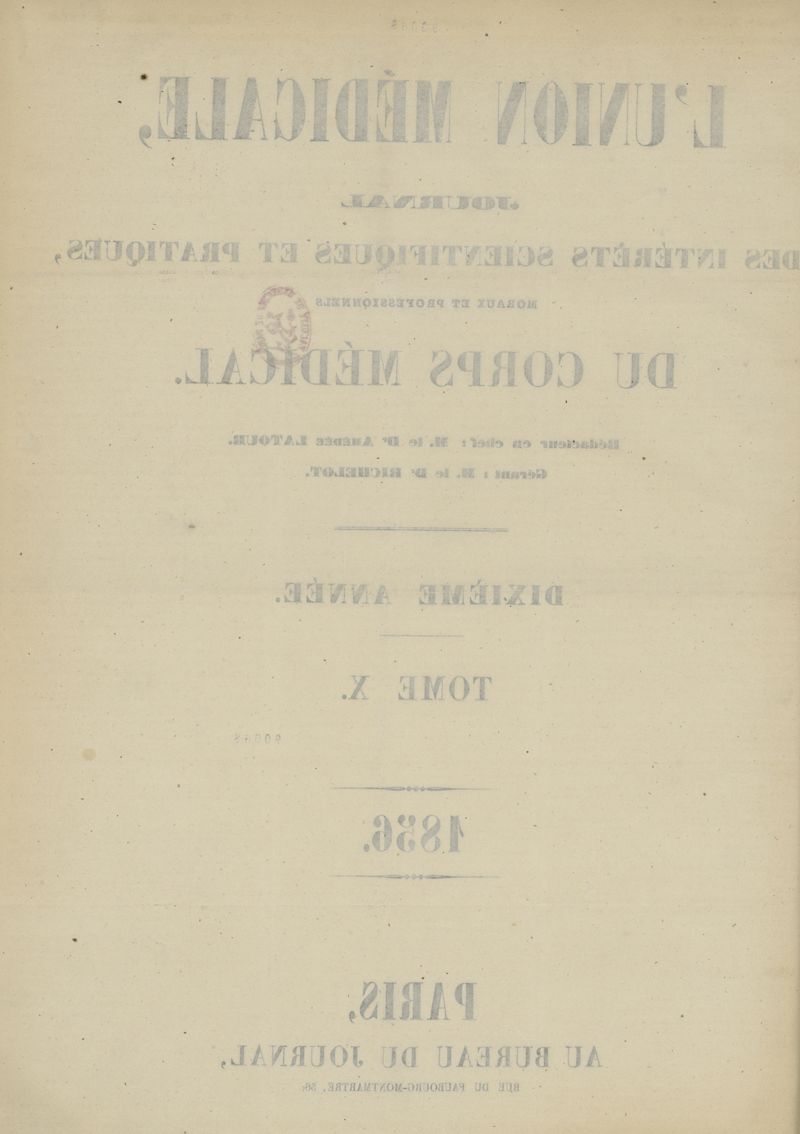 L'UNION MÉDICALE,
JOURNAL
DES INTÉRÊTS SCIENTIFIQUES ET PRATIQUES,
MORAUX ET PROFESSIONNELS
DU CORPS MÉDICAL.
Rédacteur en chef : M. le Dr AMÉDÉE LATOUR.
Gérant : M. le Dr RICHELOT.
DIXIÈME ANNÉE.
TOME X.
90068
1856.
PARIS,
AU BUREAU DU JOURNAL,
RUE DU FAUBOURG-MONTMARTRE, 56.